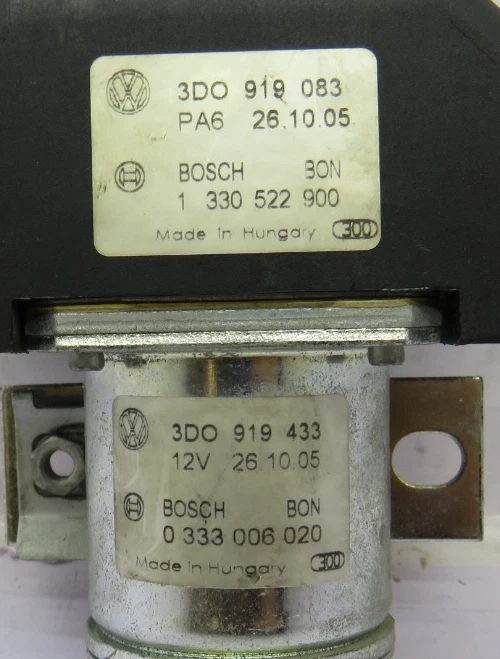 3DO 919 083
PA6 26.10.05
BOSCH BON
1 330 522 900
Made in Hungary 300
3DO 919 433
12V 26.10.05
BOSCH BON
0 333 006 020
Made in Hungary 300